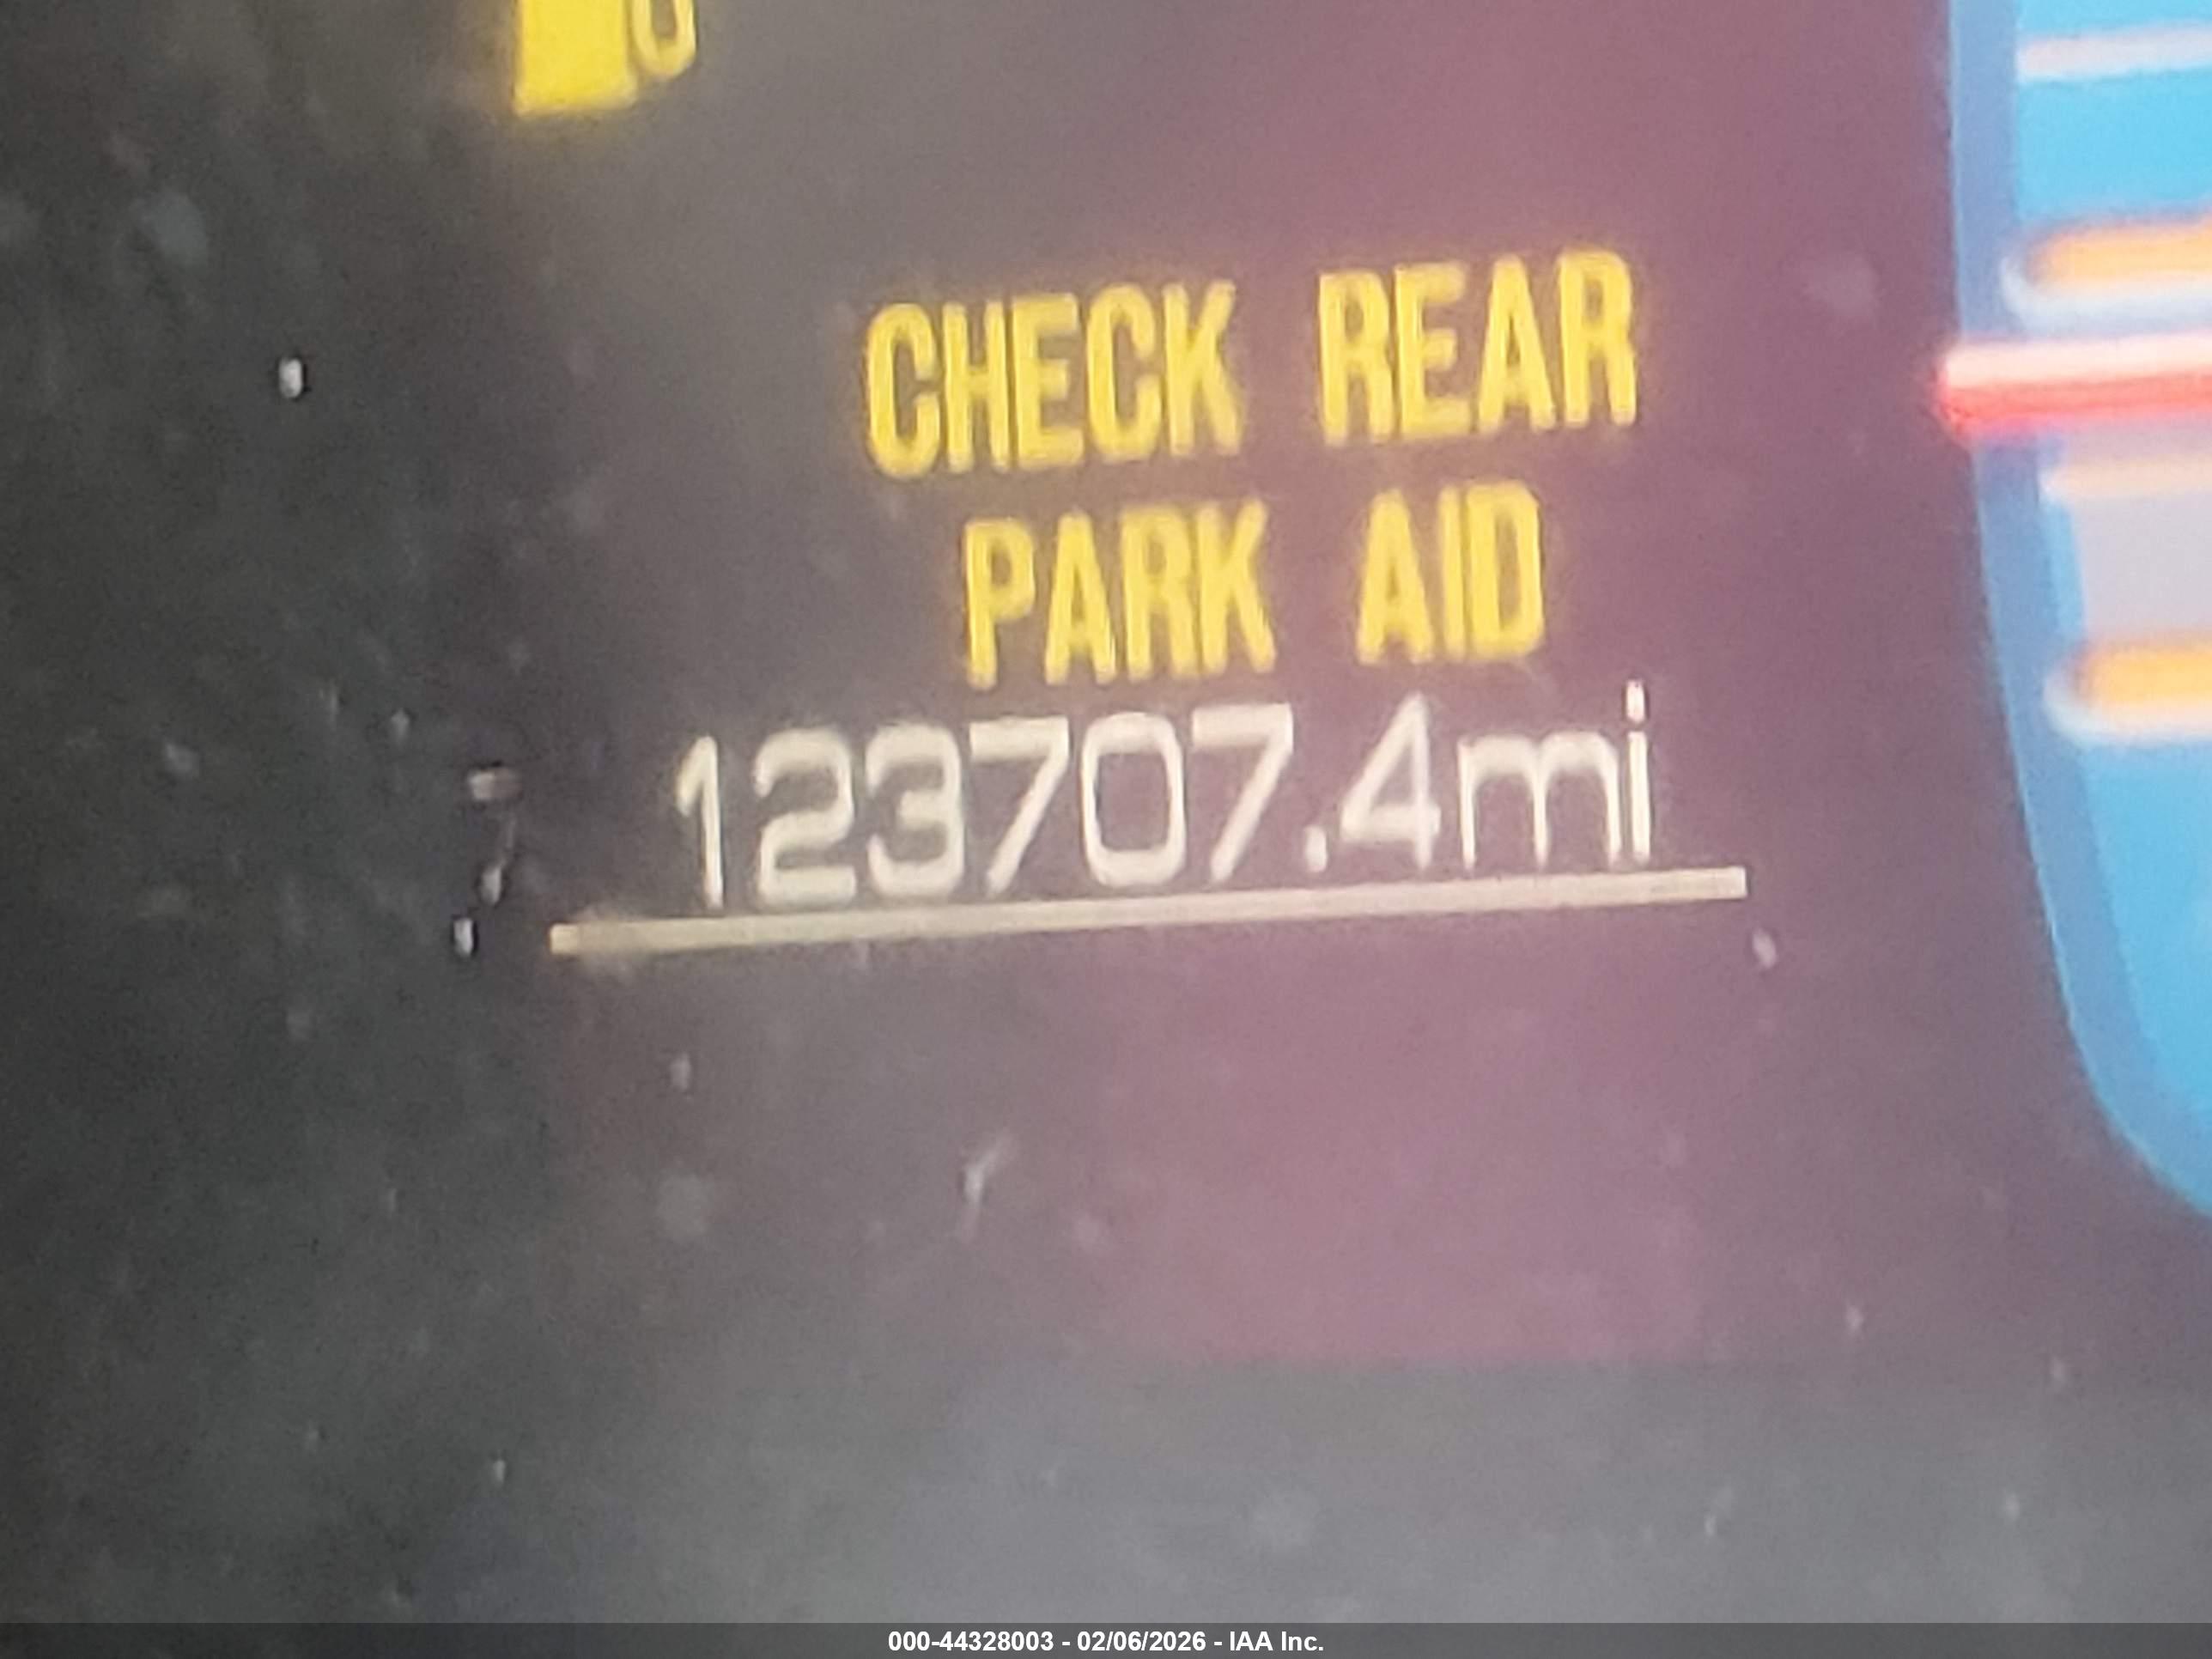 CHECK REAR
PARK AID
123707.4mi
000-44328003 - 02/06/2026 - IAA Inc.